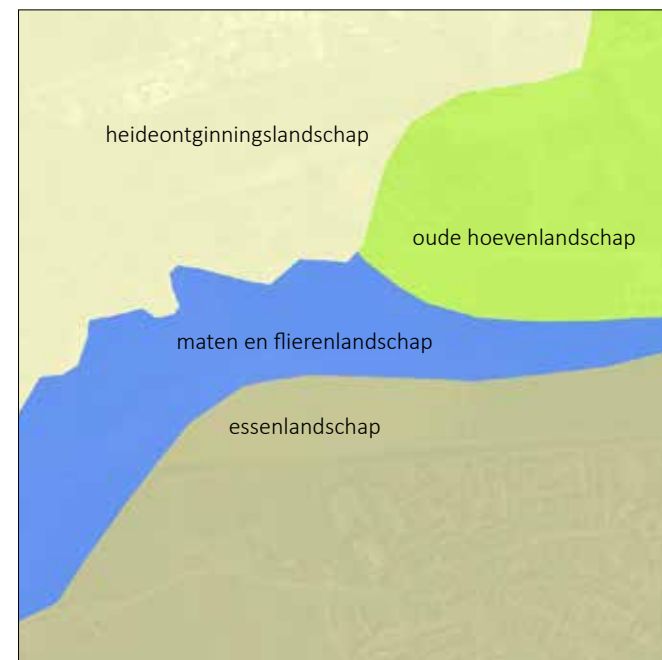 heideontginningslandschap
oude hoevenlandschap
maten en flierenlandschap
essenlandschap